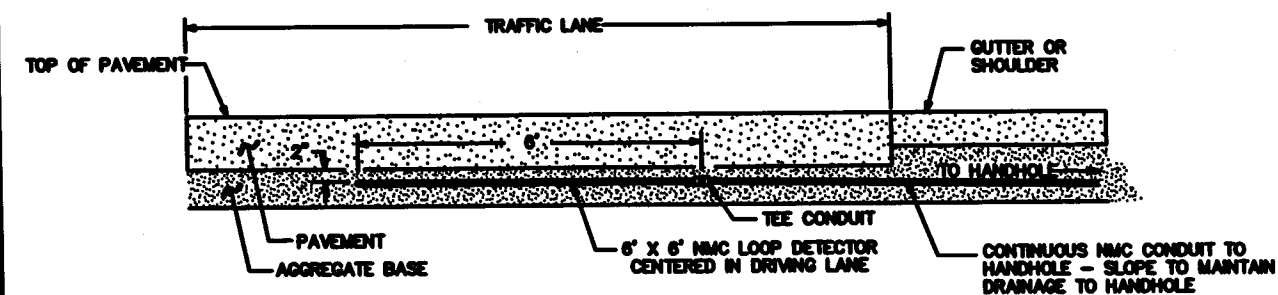 TRAFFIC LANE
TOP OF PAVEMENT
GUTTER OR
SHOULDER
6'
2"
TO HANDHOLE
TEE CONDUIT
PAVEMENT
AGGREGATE BASE
6' X 6' NMC LOOP DETECTOR
CENTERED IN DRIVING LANE
CONTINUOUS NMC CONDUIT TO
HANDHOLE – SLOPE TO MAINTAIN
DRAINAGE TO HANDHOLE